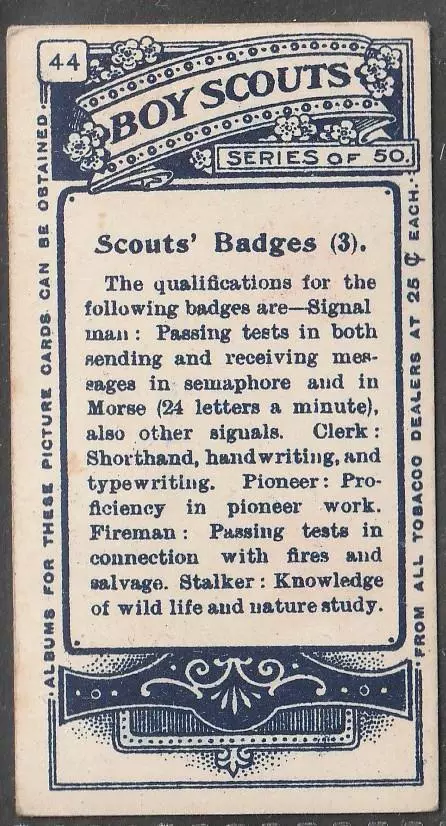 44
BOY SCOUTS
SERIES OF 50.
Scouts' Badges (3).
The qualifications for the
following badges are—Signal
man: Passing tests in both
sending and receiving mes-
sages in semaphore and in
Morse (24 letters a minute),
also other signals. Clerk:
Shorthand, handwriting, and
typewriting. Pioneer: Pro-
ficiency in pioneer work.
Fireman: Passing tests in
connection with fires and
salvage. Stalker: Knowledge
of wild life and nature study.
ALBUMS FOR THESE PICTURE CARDS CAN BE OBTAINED
FROM ALL TOBACCO DEALERS AT 25 ₵ EACH.